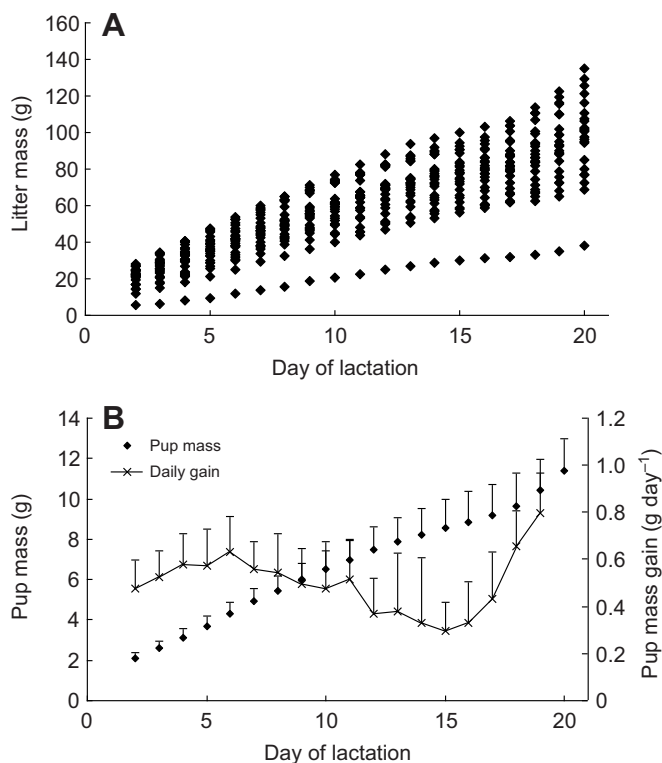 A
160
140
120
100
80
60
40
20
0
Litter mass (g)
0 5 10 15 20
Day of lactation
B
14
12
10
8
6
4
2
0
Pup mass (g)
Pup mass
Daily gain
1.2
1.0
0.8
0.6
0.4
0.2
0
Pup mass gain (g day–1)
0 5 10 15 20
Day of lactation